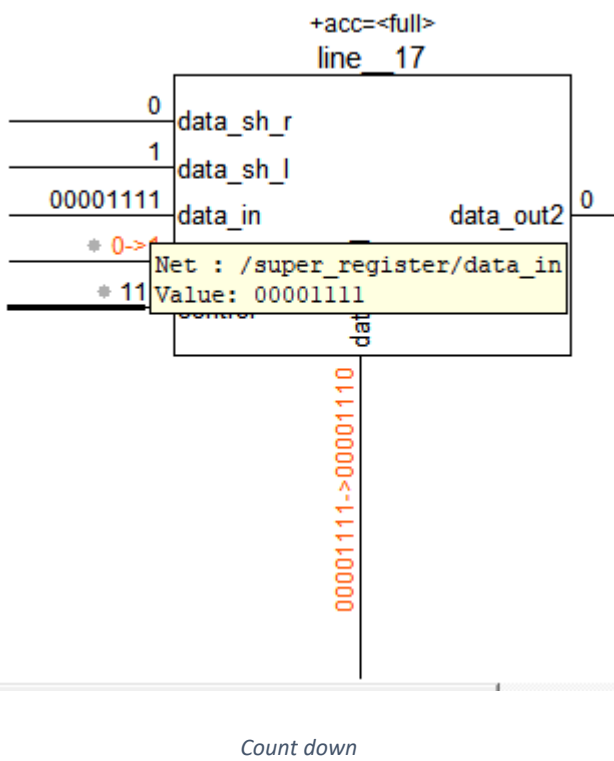 +acc=<full>
line__17
0
data_sh_r
1
data_sh_l
00001111
data_in
data_out2
0
0->
Net : /super_register/data_in
11
Value: 00001111
control
dat
00001111->00001110
Count down